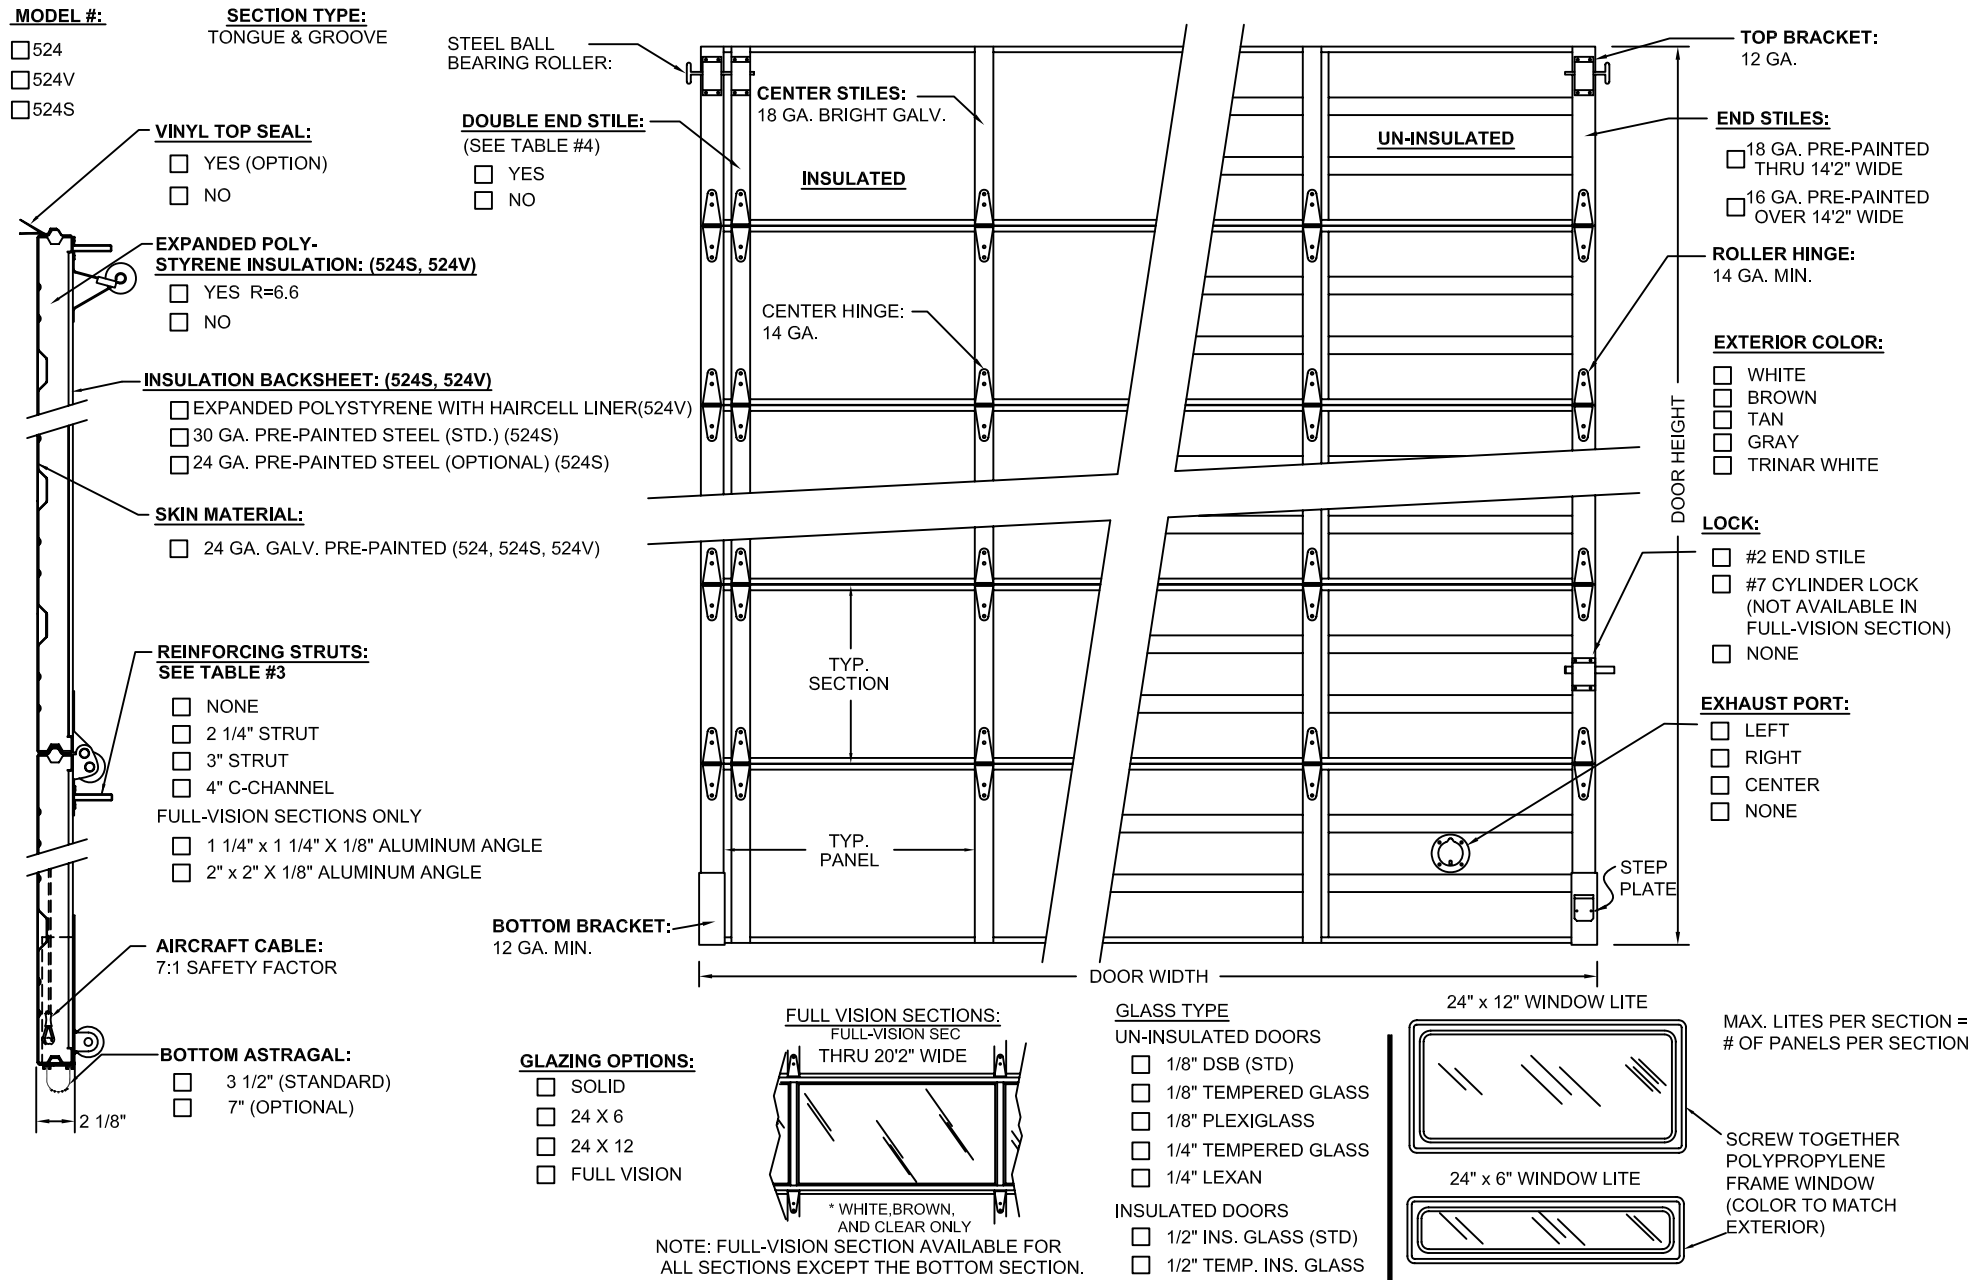 MODEL #:
524
524V
524S
SECTION TYPE:
TONGUE & GROOVE
VINYL TOP SEAL:
YES (OPTION)
NO
EXPANDED POLY-
STYRENE INSULATION: (524S, 524V)
YES R=6.6
NO
INSULATION BACKSHEET: (524S, 524V)
EXPANDED POLYSTYRENE WITH HAIRCELL LINER(524V)
30 GA. PRE-PAINTED STEEL (STD.) (524S)
24 GA. PRE-PAINTED STEEL (OPTIONAL) (524S)
SKIN MATERIAL:
24 GA. GALV. PRE-PAINTED (524, 524S, 524V)
REINFORCING STRUTS:
SEE TABLE #3
NONE
2 1/4" STRUT
3" STRUT
4" C-CHANNEL
FULL-VISION SECTIONS ONLY
1 1/4" x 1 1/4" X 1/8" ALUMINUM ANGLE
2" x 2" X 1/8" ALUMINUM ANGLE
AIRCRAFT CABLE:
7:1 SAFETY FACTOR
BOTTOM ASTRAGAL:
3 1/2" (STANDARD)
7" (OPTIONAL)
2 1/8"
STEEL BALL
BEARING ROLLER:
DOUBLE END STILE:
(SEE TABLE #4)
YES
NO
CENTER STILES:
18 GA. BRIGHT GALV.
INSULATED
UN-INSULATED
CENTER HINGE:
14 GA.
TYP.
SECTION
TYP.
PANEL
BOTTOM BRACKET:
12 GA. MIN.
DOOR WIDTH
DOOR HEIGHT
STEP
PLATE
TOP BRACKET:
12 GA.
END STILES:
18 GA. PRE-PAINTED
THRU 14'2" WIDE
16 GA. PRE-PAINTED
OVER 14'2" WIDE
ROLLER HINGE:
14 GA. MIN.
EXTERIOR COLOR:
WHITE
BROWN
TAN
GRAY
TRINAR WHITE
LOCK:
#2 END STILE
#7 CYLINDER LOCK
(NOT AVAILABLE IN
FULL-VISION SECTION)
NONE
EXHAUST PORT:
LEFT
RIGHT
CENTER
NONE
GLAZING OPTIONS:
SOLID
24 X 6
24 X 12
FULL VISION
FULL VISION SECTIONS:
FULL-VISION SEC
THRU 20'2" WIDE
* WHITE,BROWN,
AND CLEAR ONLY
NOTE: FULL-VISION SECTION AVAILABLE FOR
ALL SECTIONS EXCEPT THE BOTTOM SECTION.
GLASS TYPE
UN-INSULATED DOORS
1/8" DSB (STD)
1/8" TEMPERED GLASS
1/8" PLEXIGLASS
1/4" TEMPERED GLASS
1/4" LEXAN
INSULATED DOORS
1/2" INS. GLASS (STD)
1/2" TEMP. INS. GLASS
24" x 12" WINDOW LITE
24" x 6" WINDOW LITE
MAX. LITES PER SECTION =
# OF PANELS PER SECTION
SCREW TOGETHER
POLYPROPYLENE
FRAME WINDOW
(COLOR TO MATCH
EXTERIOR)